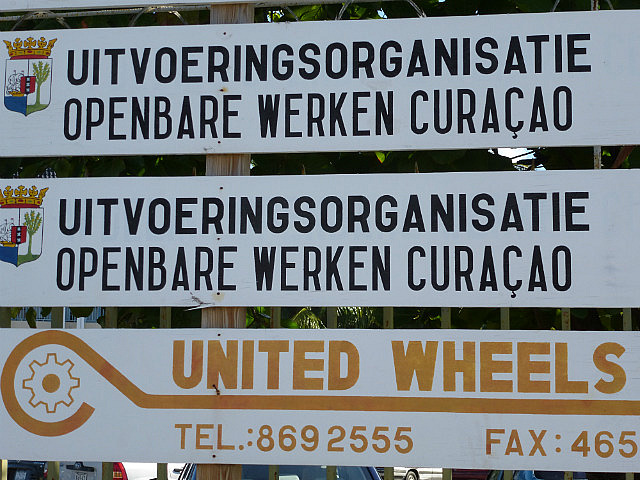 UITVOERINGSORGANISATIE
OPENBARE WERKEN CURAÇAO
UITVOERINGSORGANISATIE
OPENBARE WERKEN CURAÇAO
UNITED WHEELS
TEL.:8692555 FAX:465